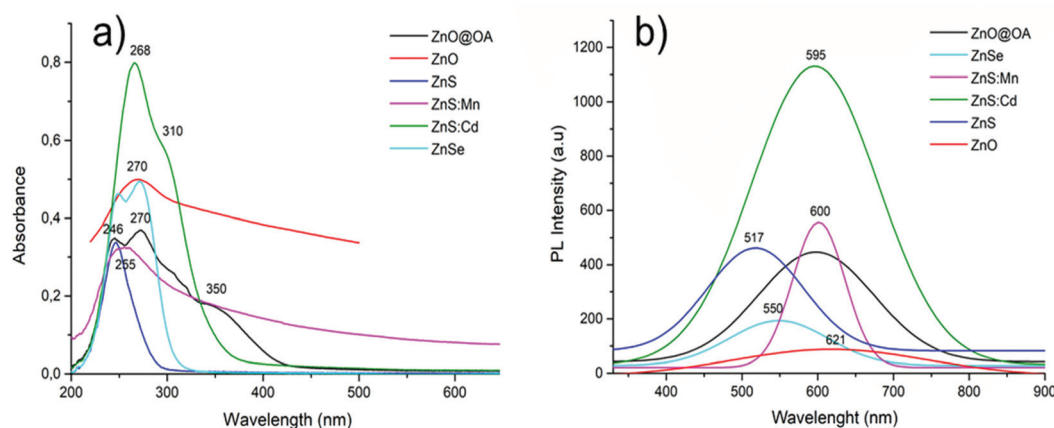 a)
ZnO@OA
ZnO
ZnS
ZnS:Mn
ZnS:Cd
ZnSe
268
310
270
246
270
255
350
0,8
0,6
0,4
0,2
0,0
Absorbance
200
300
400
500
600
Wavelength (nm)
b)
ZnO@OA
ZnSe
ZnS:Mn
ZnS:Cd
ZnS
ZnO
595
600
517
550
621
1200
1000
800
600
400
200
0
PL Intensity (a.u)
400
500
600
700
800
900
Wavelenght (nm)